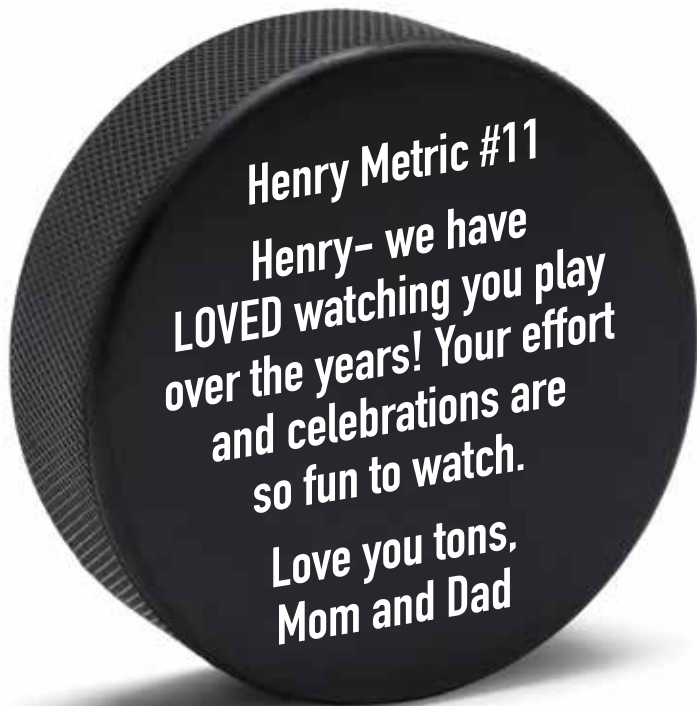 Henry Metric #11
Henry– we have
LOVED watching you play
over the years! Your effort
and celebrations are
so fun to watch.
Love you tons,
Mom and Dad